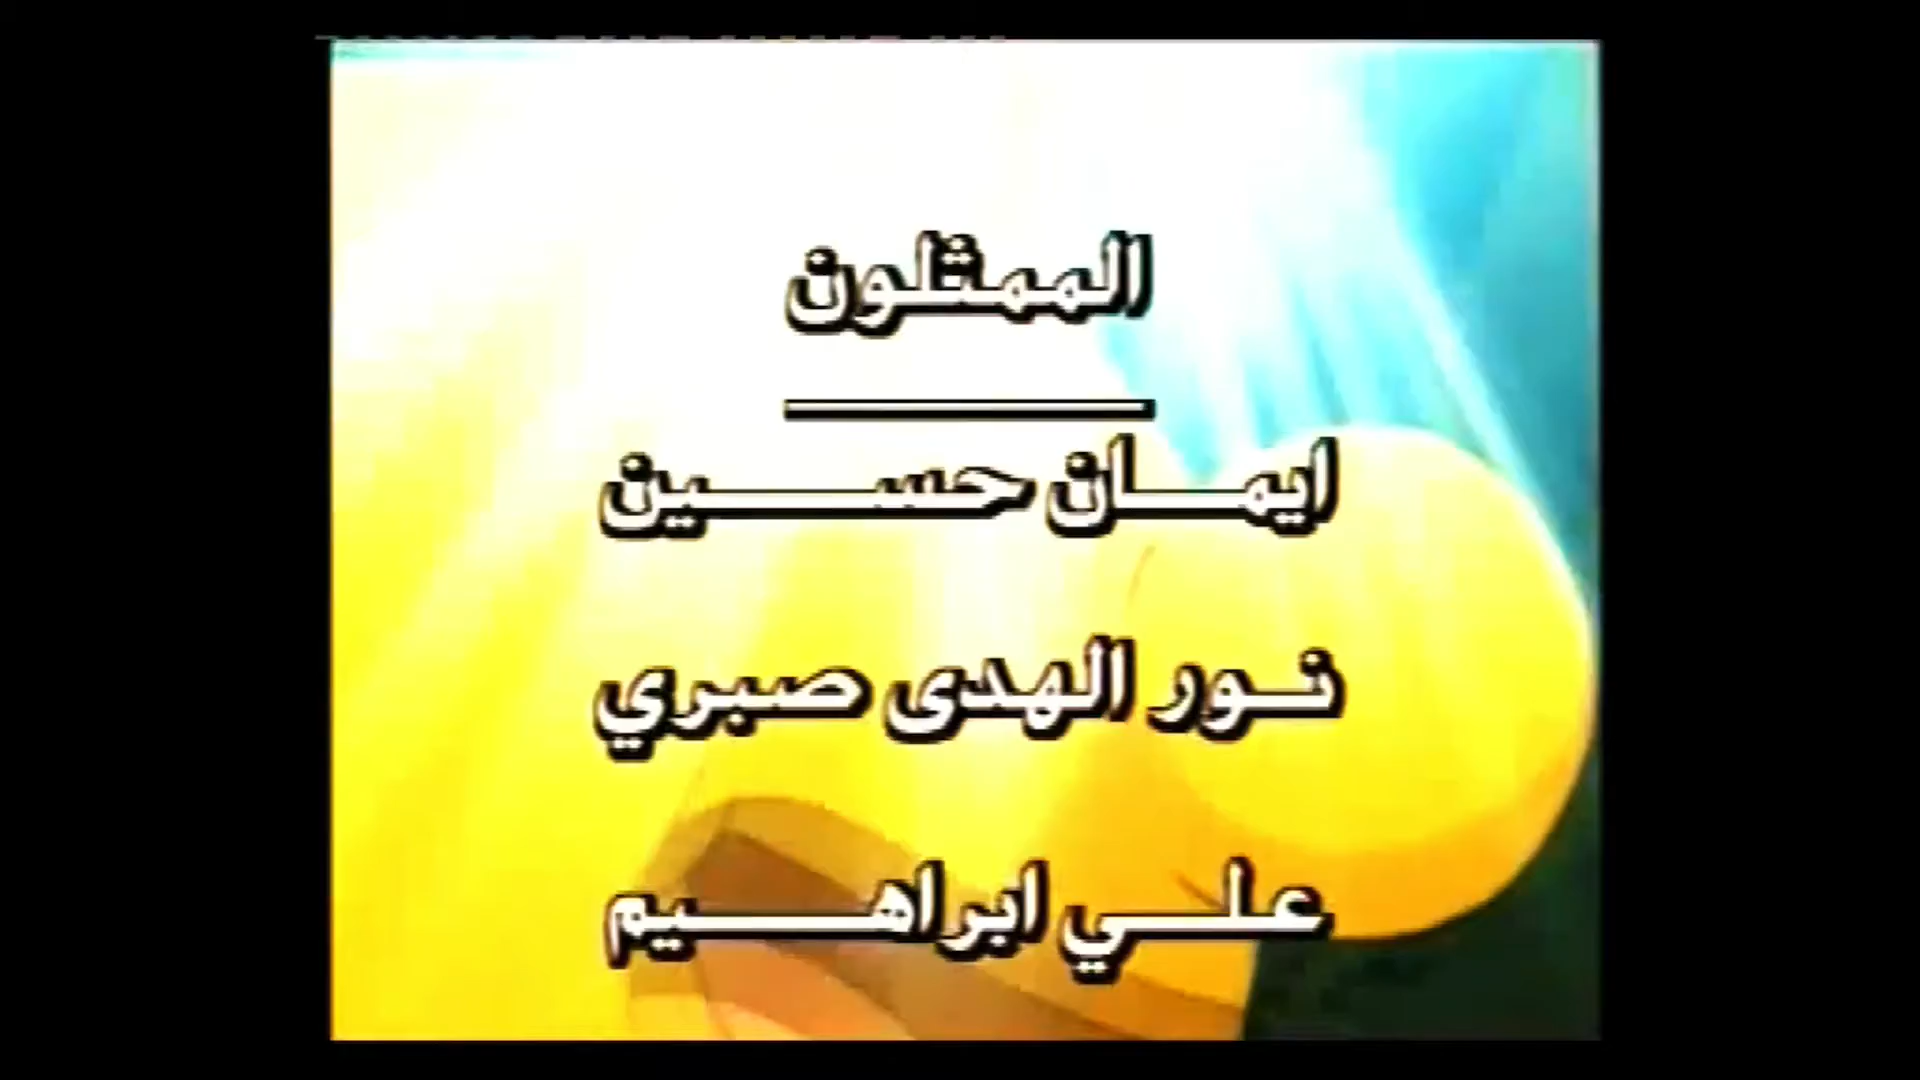 الممثلون
ايمان حسين
نور الهدى صبري
علي ابراهيم